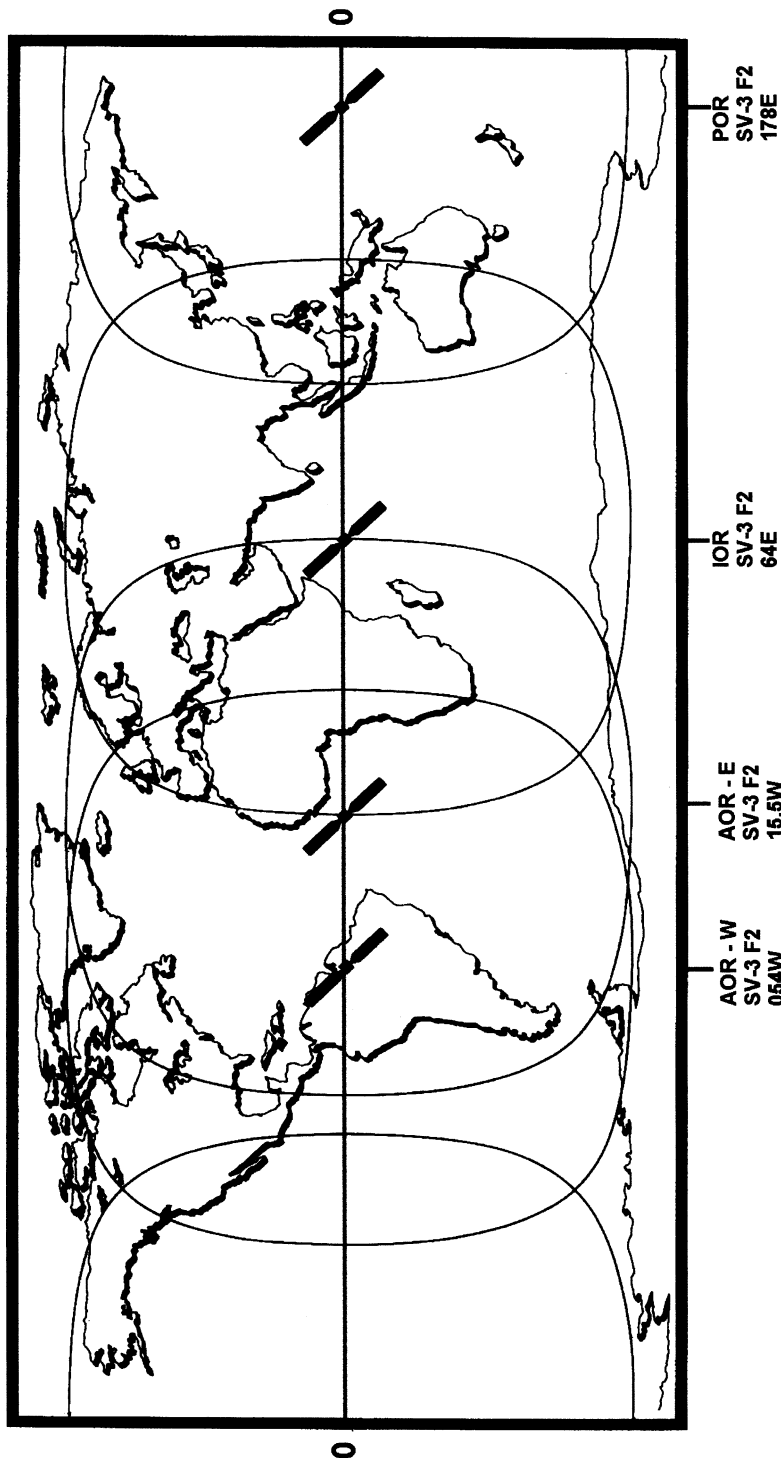 0
0
AOR - W
SV-3 F2
054W
AOR - E
SV-3 F2
15.5W
IOR
SV-3 F2
64E
POR
SV-3 F2
178E